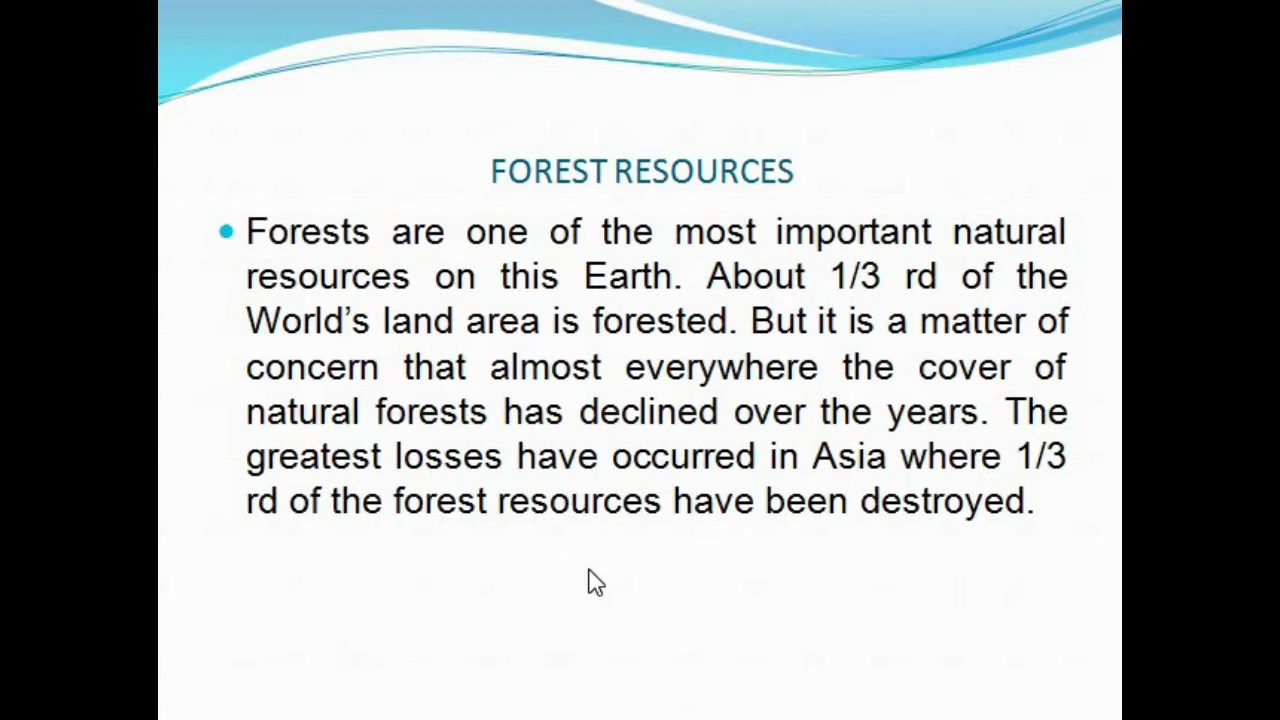 FOREST RESOURCES
Forests are one of the most important natural
resources on this Earth. About 1/3 rd of the
World’s land area is forested. But it is a matter of
concern that almost everywhere the cover of
natural forests has declined over the years. The
greatest losses have occurred in Asia where 1/3
rd of the forest resources have been destroyed.